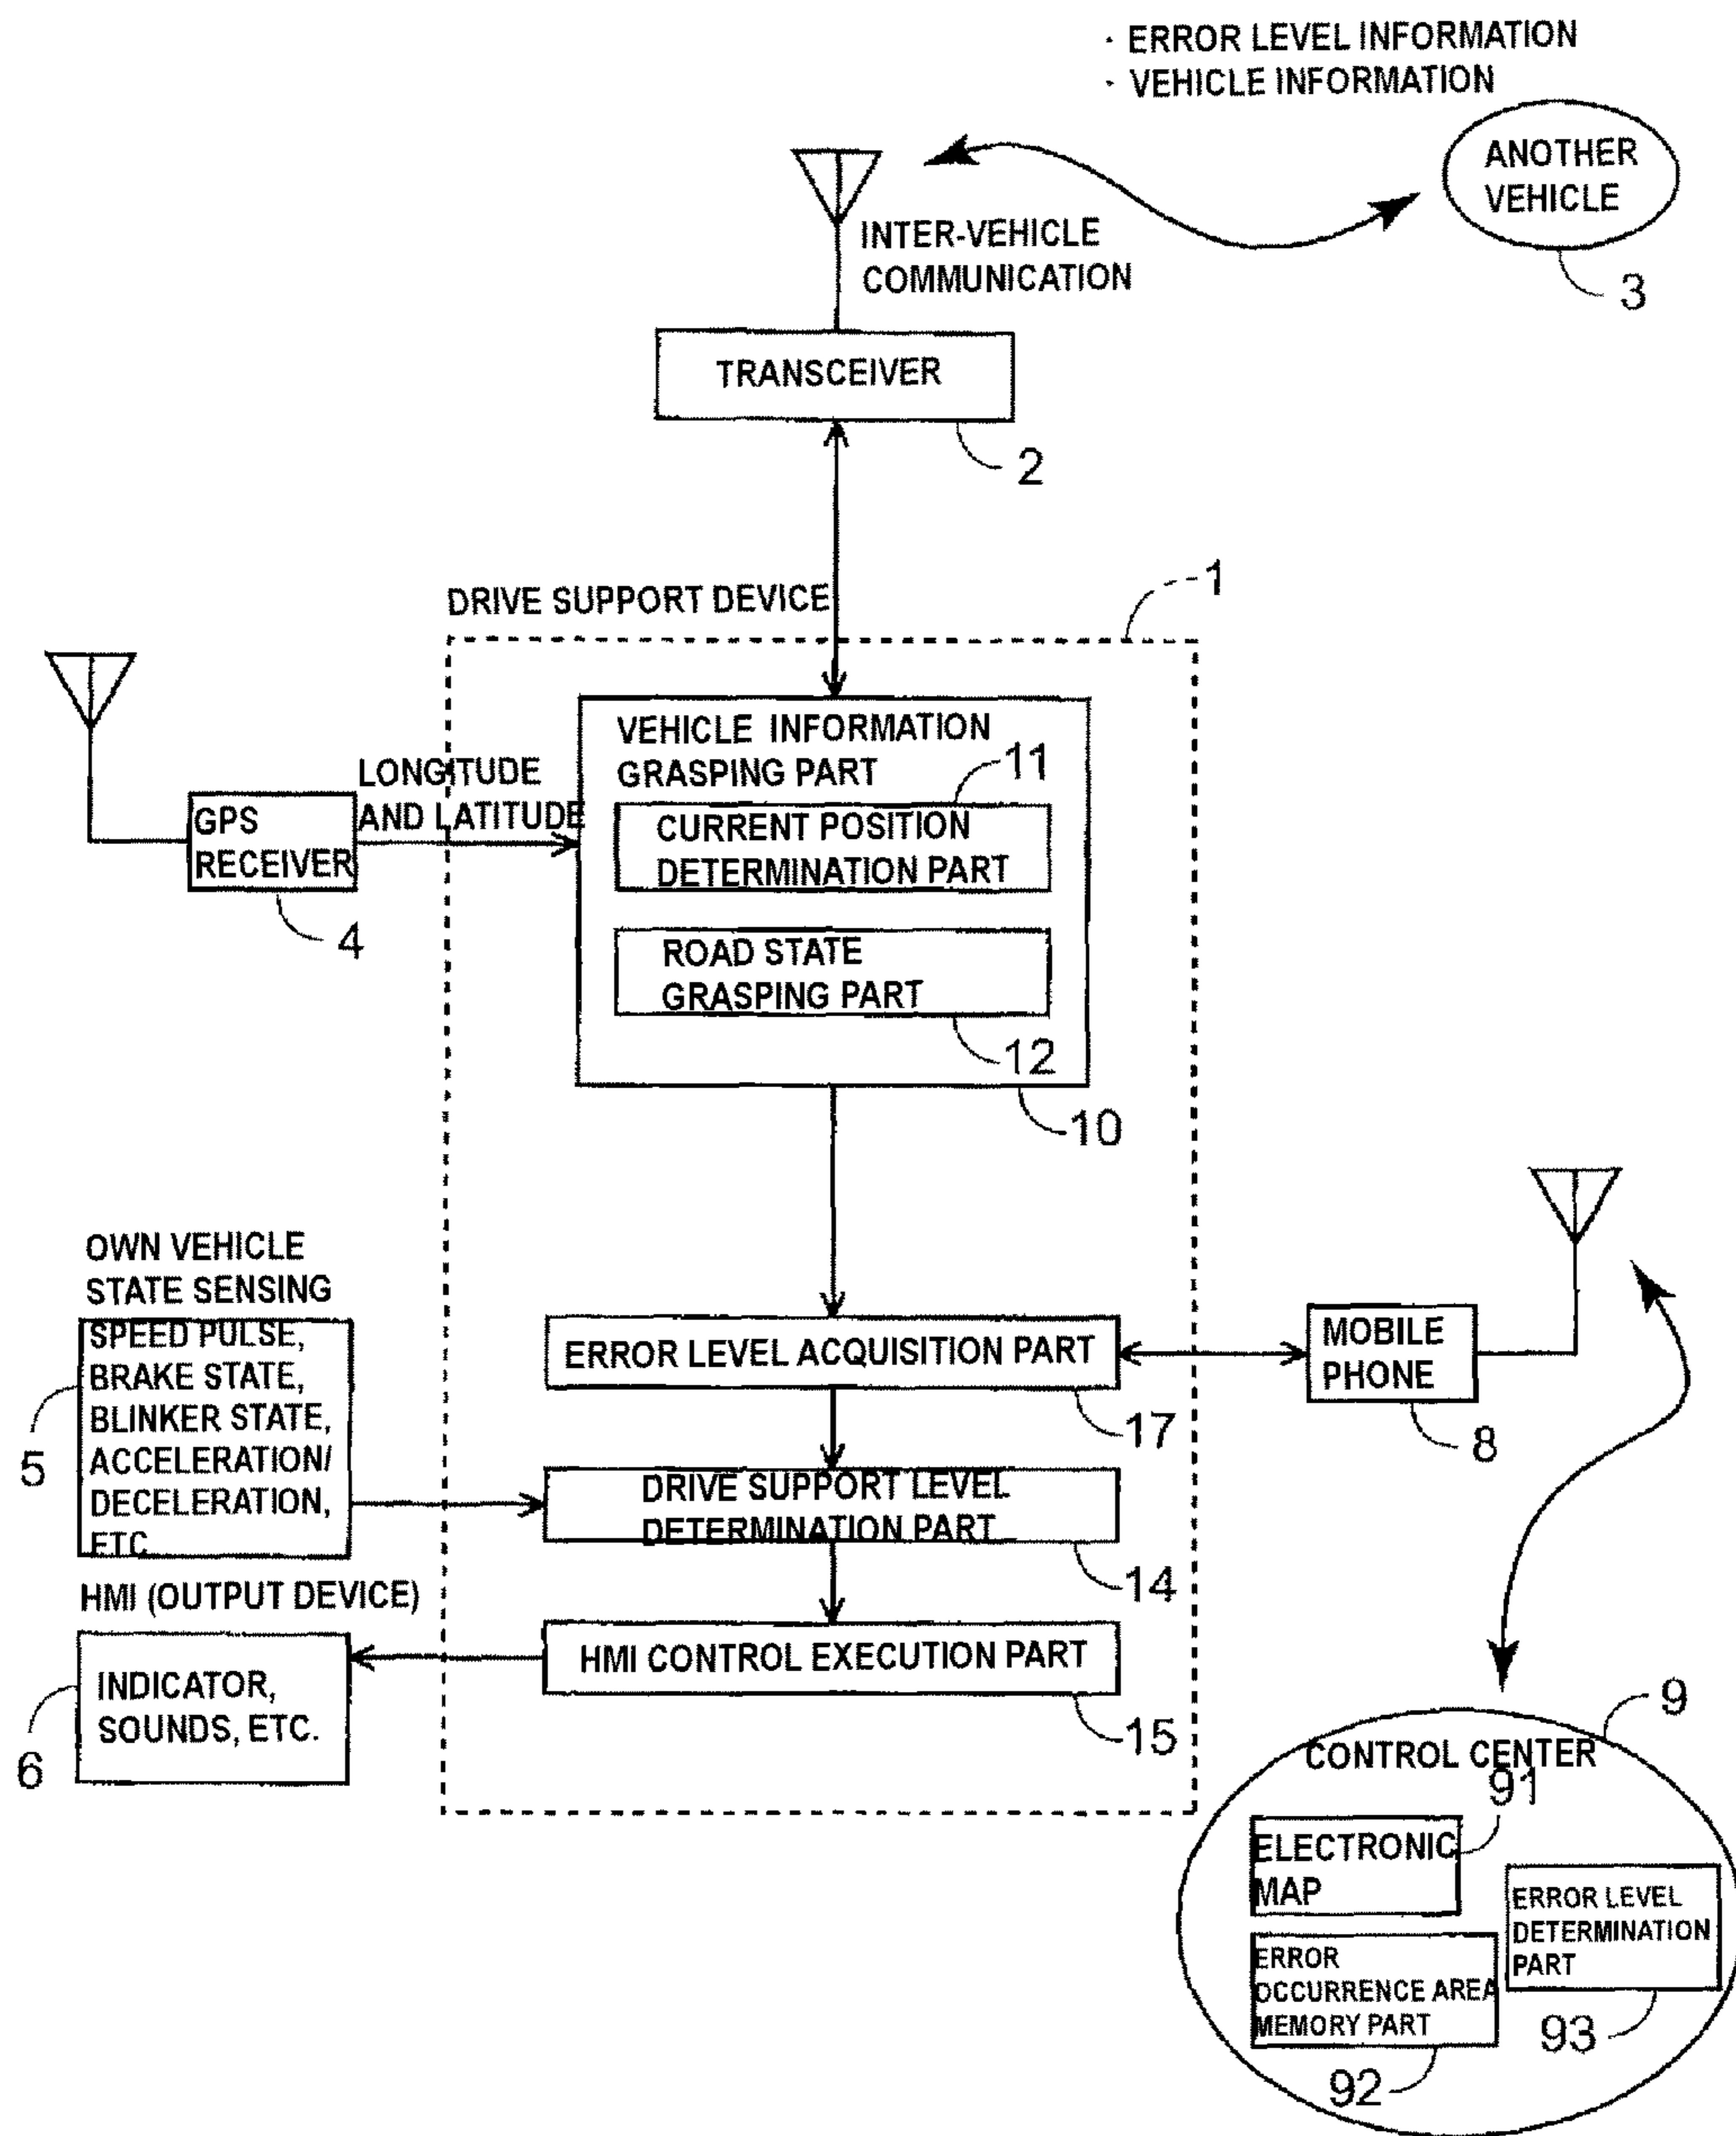 · ERROR LEVEL INFORMATION
· VEHICLE INFORMATION
ANOTHER
VEHICLE
3
INTER-VEHICLE
COMMUNICATION
TRANSCEIVER
2
DRIVE SUPPORT DEVICE
1
VEHICLE INFORMATION
GRASPING PART
11
CURRENT POSITION
DETERMINATION PART
ROAD STATE
GRASPING PART
12
10
LONGITUDE
AND LATITUDE
GPS
RECEIVER
4
OWN VEHICLE
STATE SENSING
SPEED PULSE,
BRAKE STATE,
BLINKER STATE,
ACCELERATION/
DECELERATION,
ETC
5
ERROR LEVEL ACQUISITION PART
17
MOBILE
PHONE
8
DRIVE SUPPORT LEVEL
DETERMINATION PART
14
HMI (OUTPUT DEVICE)
INDICATOR,
SOUNDS, ETC.
6
HMI CONTROL EXECUTION PART
15
9
CONTROL CENTER
91
ELECTRONIC
MAP
ERROR LEVEL
DETERMINATION
PART
93
ERROR
OCCURRENCE AREA
MEMORY PART
92